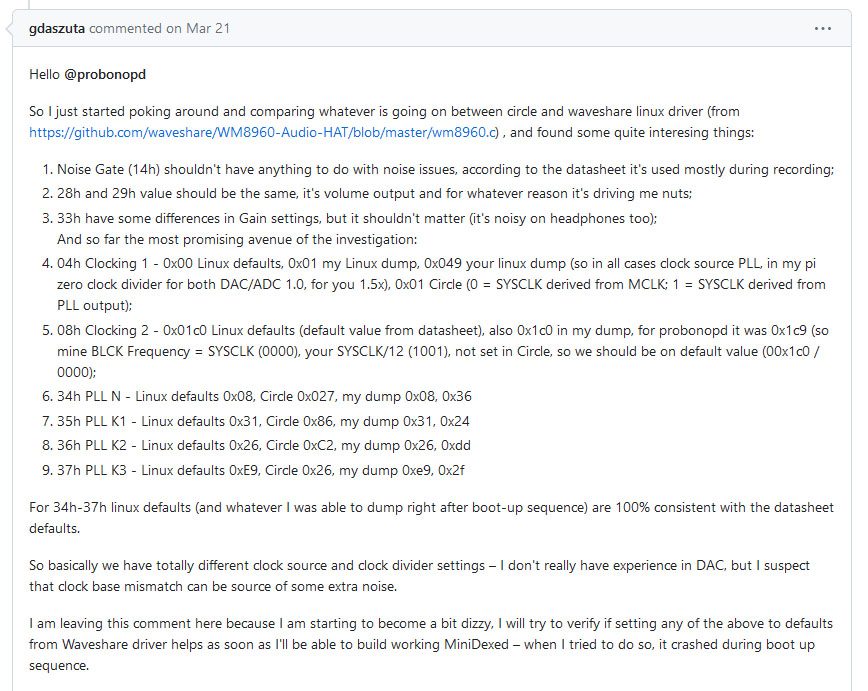 gdaszuta commented on Mar 21
Hello @probonopd
So I just started poking around and comparing whatever is going on between circle and waveshare linux driver (from
https://github.com/waveshare/WM8960-Audio-HAT/blob/master/wm8960.c) , and found some quite interesing things:
1. Noise Gate (14h) shouldn't have anything to do with noise issues, according to the datasheet it's used mostly during recording;
2. 28h and 29h value should be the same, it's volume output and for whatever reason it's driving me nuts;
3. 33h have some differences in Gain settings, but it shouldn't matter (it's noisy on headphones too);
And so far the most promising avenue of the investigation:
4. 04h Clocking 1 - 0x00 Linux defaults, 0x01 my Linux dump, 0x049 your linux dump (so in all cases clock source PLL, in my pi
zero clock divider for both DAC/ADC 1.0, for you 1.5x), 0x01 Circle (0 = SYSCLK derived from MCLK; 1 = SYSCLK derived from
PLL output);
5. 08h Clocking 2 - 0x01c0 Linux defaults (default value from datasheet), also 0x1c0 in my dump, for probonopd it was 0x1c9 (so
mine BLCK Frequency = SYSCLK (0000), your SYSCLK/12 (1001), not set in Circle, so we should be on default value (00x1c0 /
0000);
6. 34h PLL N - Linux defaults 0x08, Circle 0x027, my dump 0x08, 0x36
7. 35h PLL K1 - Linux defaults 0x31, Circle 0x86, my dump 0x31, 0x24
8. 36h PLL K2 - Linux defaults 0x26, Circle 0xC2, my dump 0x26, 0xdd
9. 37h PLL K3 - Linux defaults 0xE9, Circle 0x26, my dump 0xe9, 0x2f
For 34h-37h linux defaults (and whatever I was able to dump right after boot-up sequence) are 100% consistent with the datasheet
defaults.
So basically we have totally different clock source and clock divider settings – I don't really have experience in DAC, but I suspect
that clock base mismatch can be source of some extra noise.
I am leaving this comment here because I am starting to become a bit dizzy, I will try to verify if setting any of the above to defaults
from Waveshare driver helps as soon as I'll be able to build working MiniDexed – when I tried to do so, it crashed during boot up
sequence.